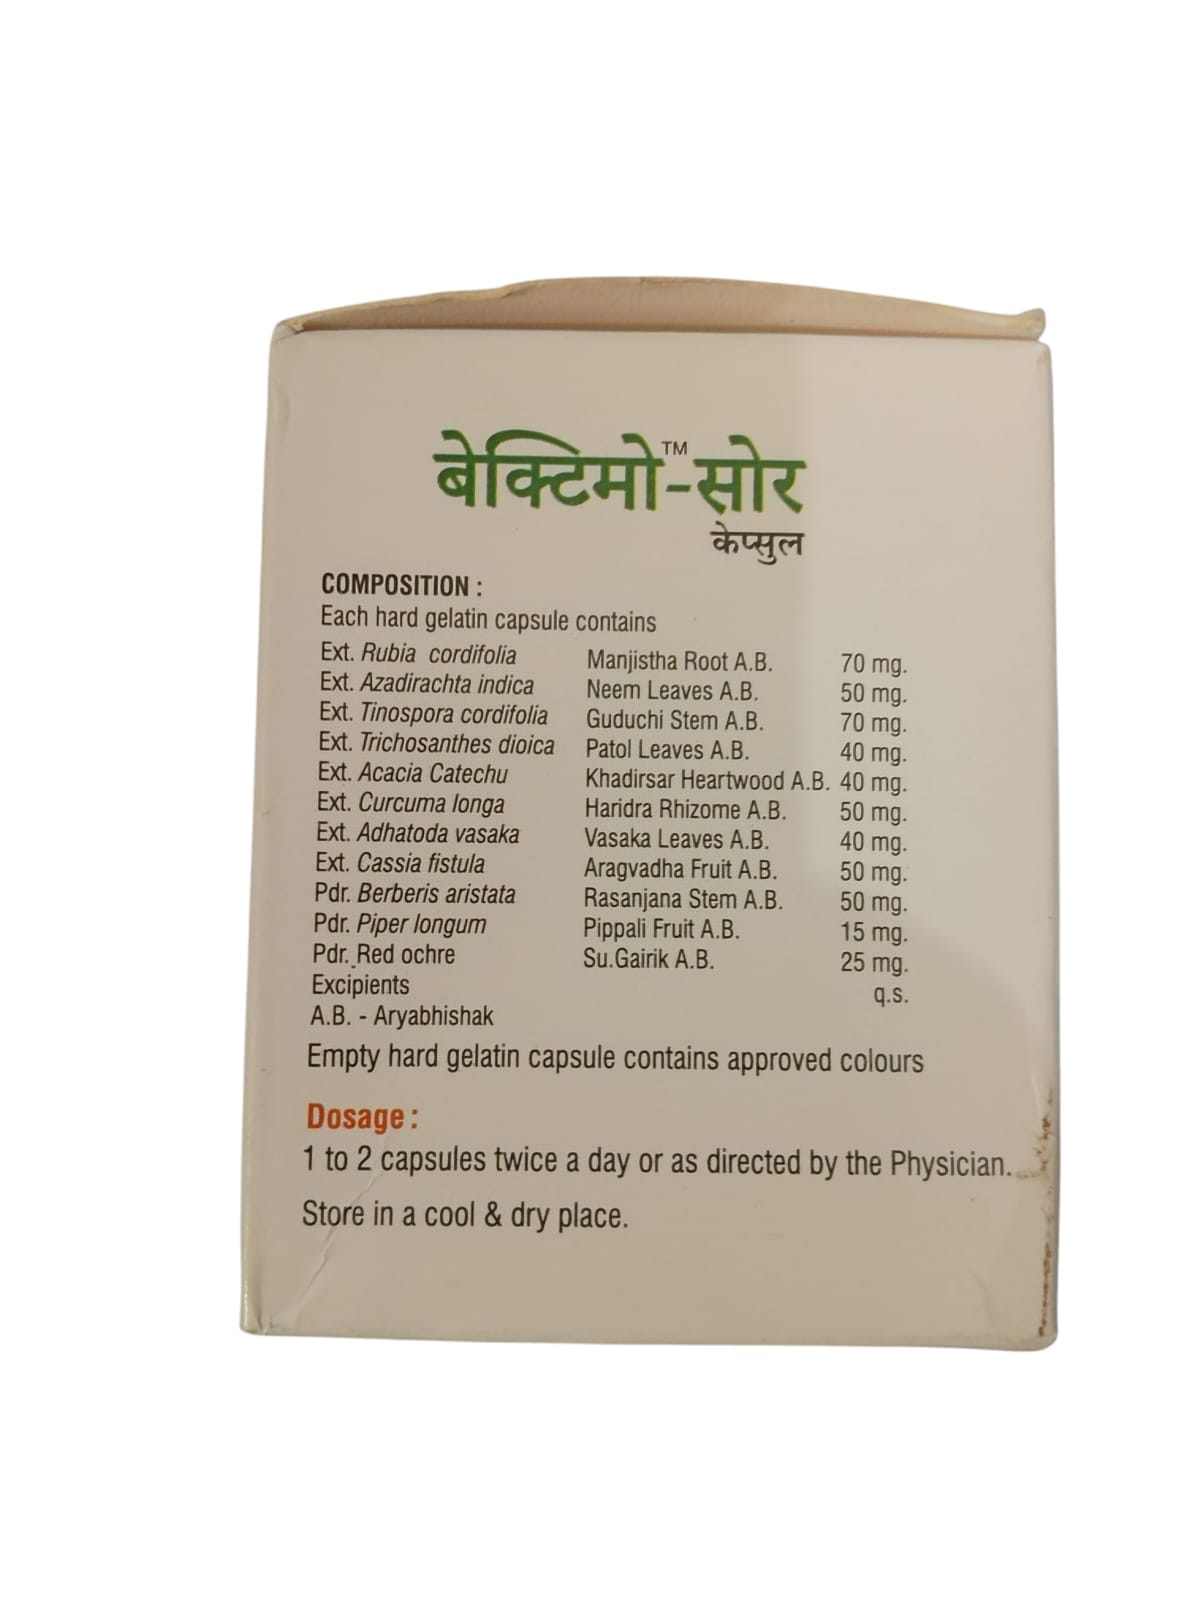 बेक्टिमो™-सोर
केप्सुल
COMPOSITION :
Each hard gelatin capsule contains
Ext. Rubia cordifolia Manjistha Root A.B. 70 mg.
Ext. Azadirachta indica Neem Leaves A.B. 50 mg.
Ext. Tinospora cordifolia Guduchi Stem A.B. 70 mg.
Ext. Trichosanthes dioica Patol Leaves A.B. 40 mg.
Ext. Acacia Catechu Khadirsar Heartwood A.B. 40 mg.
Ext. Curcuma longa Haridra Rhizome A.B. 50 mg.
Ext. Adhatoda vasaka Vasaka Leaves A.B. 40 mg.
Ext. Cassia fistula Aragvadha Fruit A.B. 50 mg.
Pdr. Berberis aristata Rasanjana Stem A.B. 50 mg.
Pdr. Piper longum Pippali Fruit A.B. 15 mg.
Pdr. Red ochre Su.Gairik A.B. 25 mg.
Excipients q.s.
A.B. - Aryabhishak
Empty hard gelatin capsule contains approved colours
Dosage :
1 to 2 capsules twice a day or as directed by the Physician.
Store in a cool & dry place.